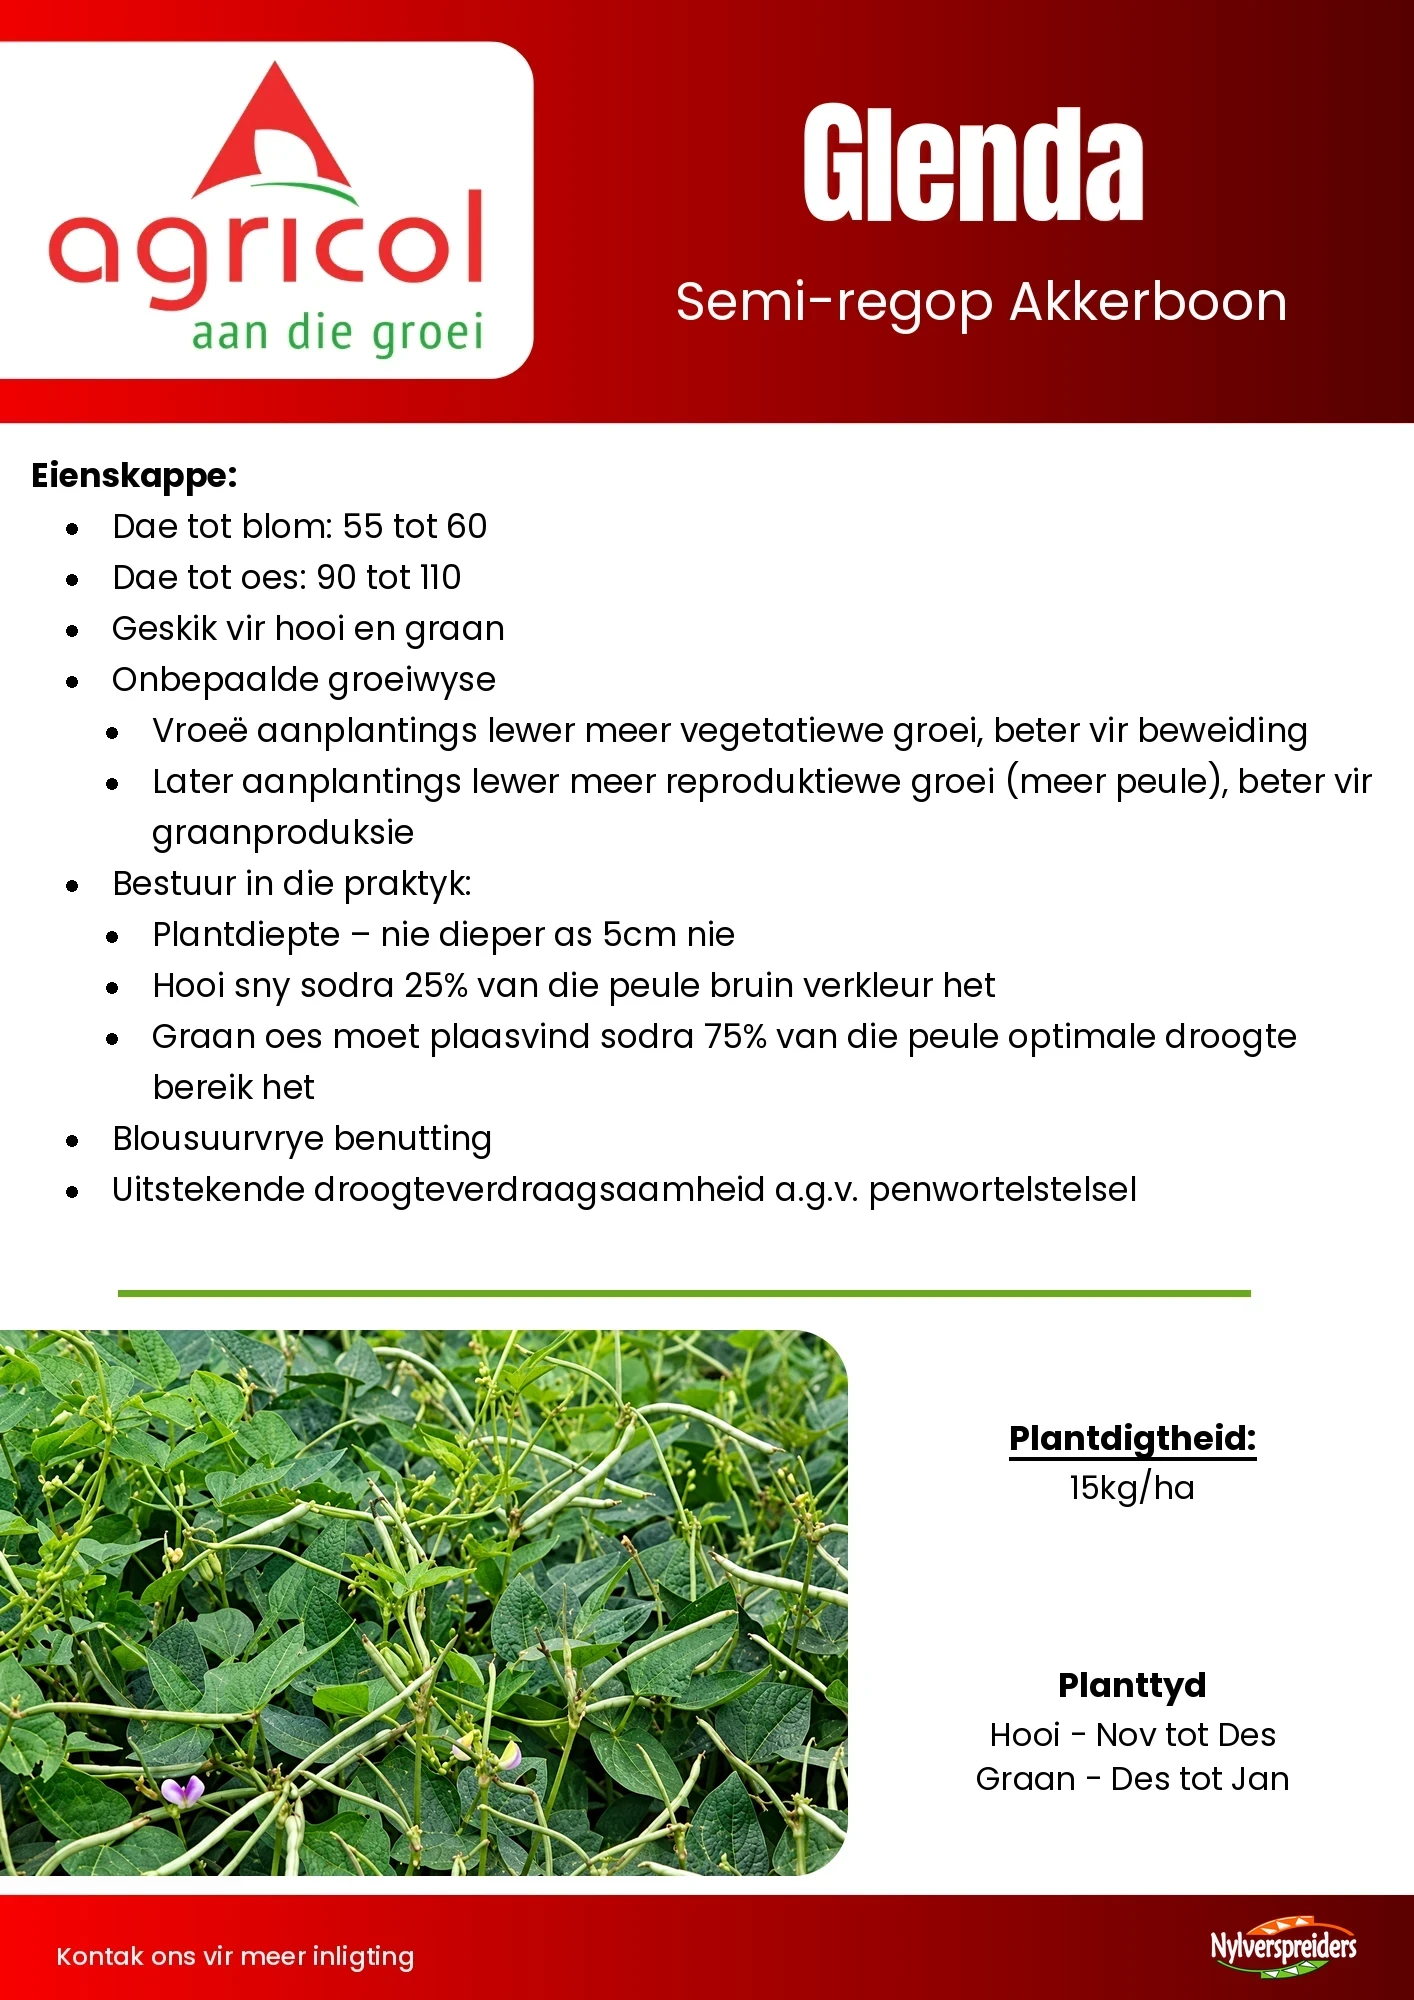 agricol
aan die groei
Glenda
Semi-regop Akkerboon
Eienskappe:
• Dae tot blom: 55 tot 60
• Dae tot oes: 90 tot 110
• Geskik vir hooi en graan
• Onbepaalde groeiwyse
• Vroeë aanplantings lewer meer vegetatiewe groei, beter vir beweiding
• Later aanplantings lewer meer reproduktiewe groei (meer peule), beter vir
graanproduksie
• Bestuur in die praktyk:
• Plantdiepte – nie dieper as 5cm nie
• Hooi sny sodra 25% van die peule bruin verkleur het
• Graan oes moet plaasvind sodra 75% van die peule optimale droogte
bereik het
• Blousuurvrye benutting
• Uitstekende droogteverdraagsaamheid a.g.v. penwortelstelsel
Plantdigtheid:
15kg/ha
Planttyd
Hooi - Nov tot Des
Graan - Des tot Jan
Kontak ons vir meer inligting
Nylverspreiders